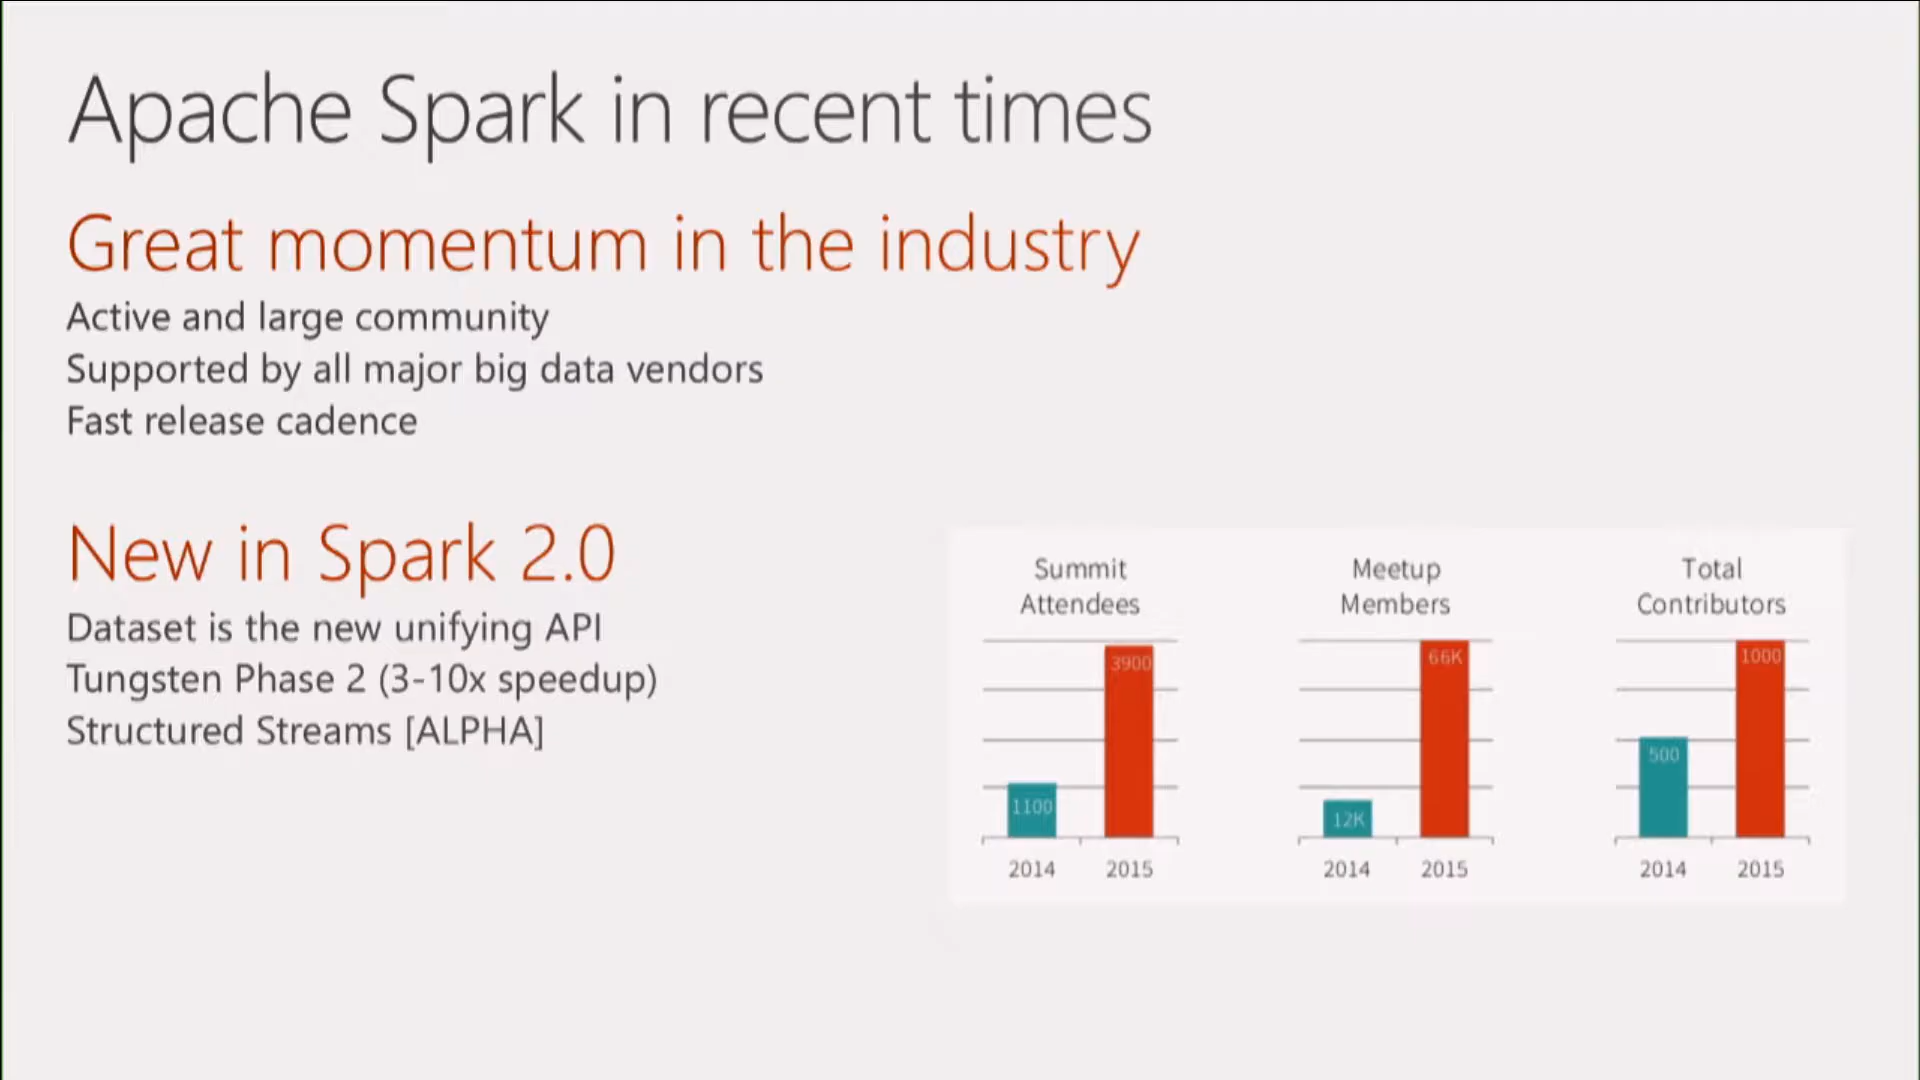 Apache Spark in recent times
Great momentum in the industry
Active and large community
Supported by all major big data vendors
Fast release cadence
New in Spark 2.0
Dataset is the new unifying API
Tungsten Phase 2 (3-10x speedup)
Structured Streams [ALPHA]
Summit
Attendees
1100
3900
2014
2015
Meetup
Members
12K
66K
2014
2015
Total
Contributors
500
1000
2014
2015